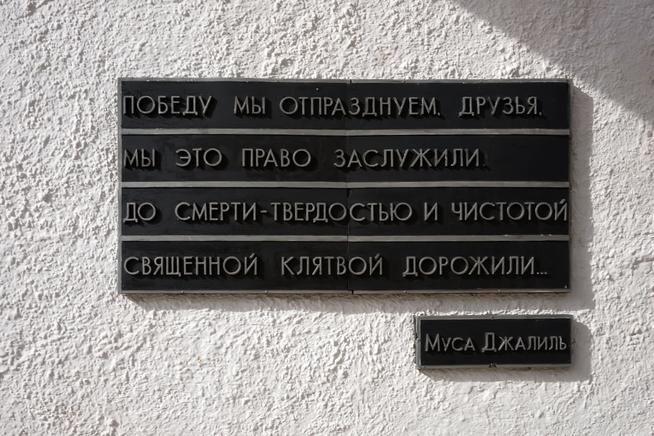 ПОБЕДУ МЫ ОТПРАЗДНУЕМ, ДРУЗЬЯ.
МЫ ЭТО ПРАВО ЗАСЛУЖИЛИ.
ДО СМЕРТИ-ТВЕРДОСТЬЮ И ЧИСТОТОЙ
СВЯЩЕННОЙ КЛЯТВОЙ ДОРОЖИЛИ...
МУСА ДЖАЛИЛЬ